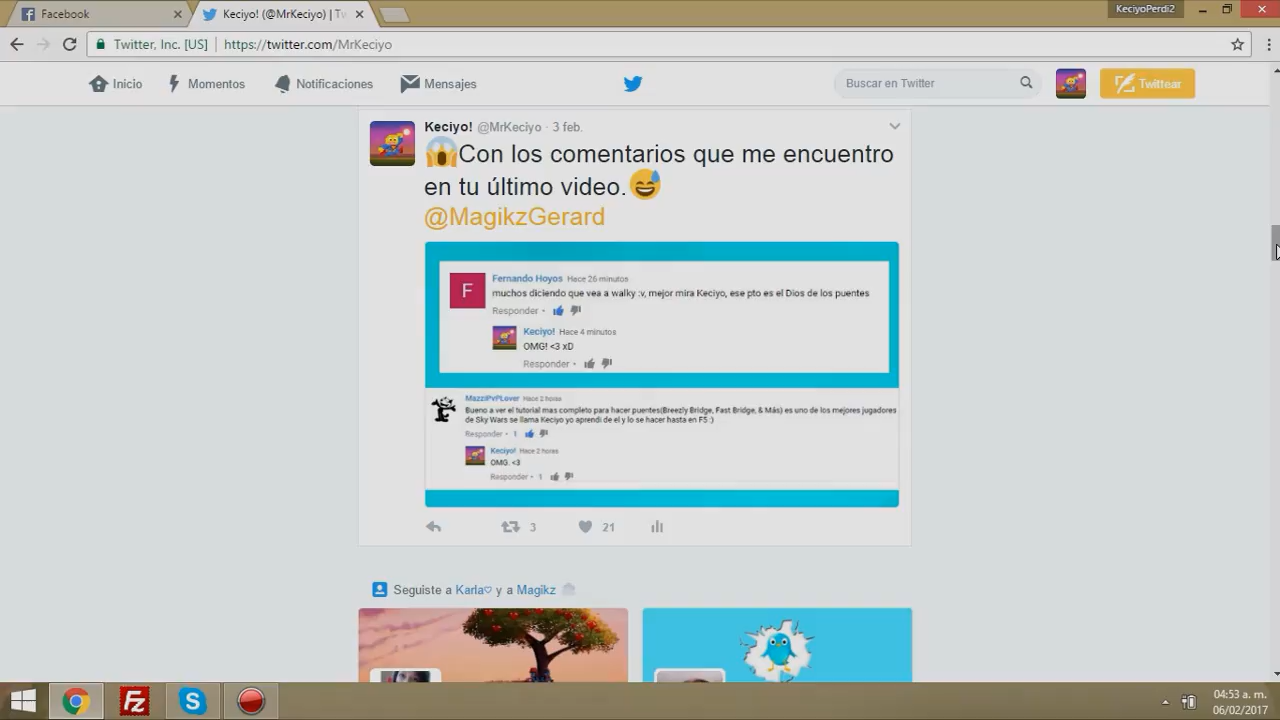 Facebook
Keciyo! (@MrKeciyo) | Tw
KeciyoPerdi2
Twitter, Inc. [US]
https://twitter.com/MrKeciyo
Inicio
Momentos
Notificaciones
Mensajes
Buscar en Twitter
Twittear
Keciyo! @MrKeciyo · 3 feb.
Con los comentarios que me encuentro
en tu último video.
@MagikzGerard
F
Fernando Hoyos Hace 26 minutos
muchos diciendo que vea a walky :v, mejor mira Keciyo, ese pto es el Dios de los puentes
Responder ·
Keciyo! Hace 4 minutos
OMG! <3 xD
Responder ·
MazziPvPLover Hace 2 horas
Bueno a ver el tutorial mas completo para hacer puentes(Breezly Bridge, Fast Bridge, & Más) es uno de los mejores jugadores
de Sky Wars se llama Keciyo yo aprendi de el y lo se hacer hasta en F5 :)
Responder · 1
Keciyo! Hace 2 horas
OMG. <3
Responder · 1
3
21
Seguiste a Karla♡ y a Magikz
Fz
S
04:53 a. m.
06/02/2017